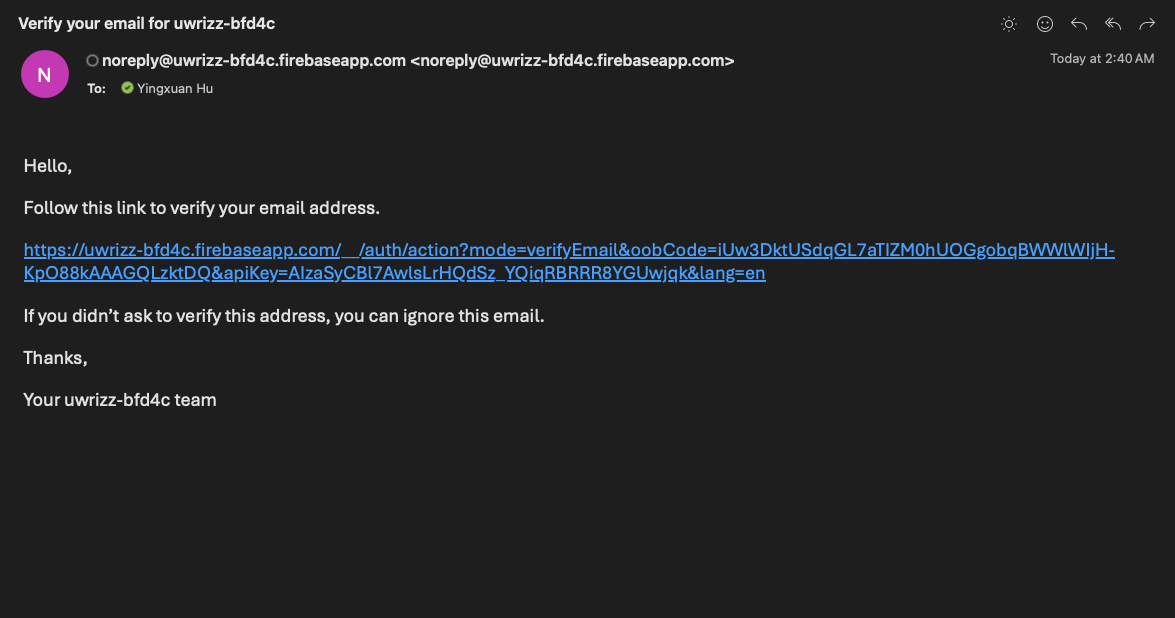 Verify your email for uwrizz-bfd4c
noreply@uwrizz-bfd4c.firebaseapp.com <noreply@uwrizz-bfd4c.firebaseapp.com>
Today at 2:40 AM
N
To: Yingxuan Hu
Hello,
Follow this link to verify your email address.
https://uwrizz-bfd4c.firebaseapp.com/__/auth/action?mode=verifyEmail&oobCode=iUw3DktUSdqGL7aTIZM0hUOGgobqBWWlWIjH-
KpO88kAAAGQLzktDQ&apiKey=AIzaSyCBl7AwlsLrHQdSz_YQiqRBRRR8YGUwjqk&lang=en
If you didn’t ask to verify this address, you can ignore this email.
Thanks,
Your uwrizz-bfd4c team